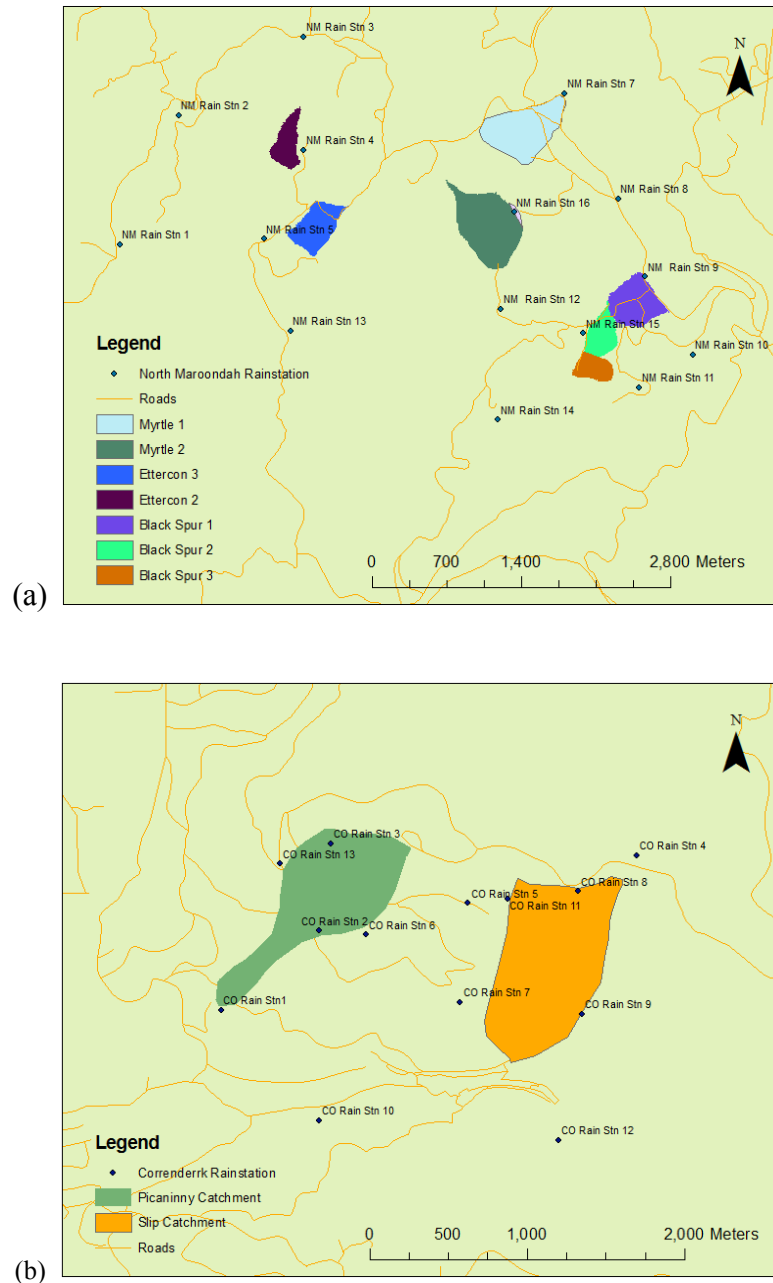 NM Rain Stn 3
N
NM Rain Stn 7
NM Rain Stn 2
NM Rain Stn 4
NM Rain Stn 8
NM Rain Stn 16
NM Rain Stn 1
NM Rain Stn 5
NM Rain Stn 9
NM Rain Stn 12
NM Rain Stn 13
NM Rain Stn 15
NM Rain Stn 10
NM Rain Stn 11
NM Rain Stn 14
Legend
North Maroondah Rainstation
Roads
Myrtle 1
Myrtle 2
Ettercon 3
Ettercon 2
Black Spur 1
Black Spur 2
Black Spur 3
0 700 1,400 2,800 Meters
(a)
N
CO Rain Stn 3
CO Rain Stn 13
CO Rain Stn 4
CO Rain Stn 8
CO Rain Stn 5
CO Rain Stn 11
CO Rain Stn 2
CO Rain Stn 6
CO Rain Stn 7
CO Rain Stn1
CO Rain Stn 9
CO Rain Stn 10
CO Rain Stn 12
Legend
Correnderrk Rainstation
Picaninny Catchment
Slip Catchment
Roads
0 500 1,000 2,000 Meters
(b)